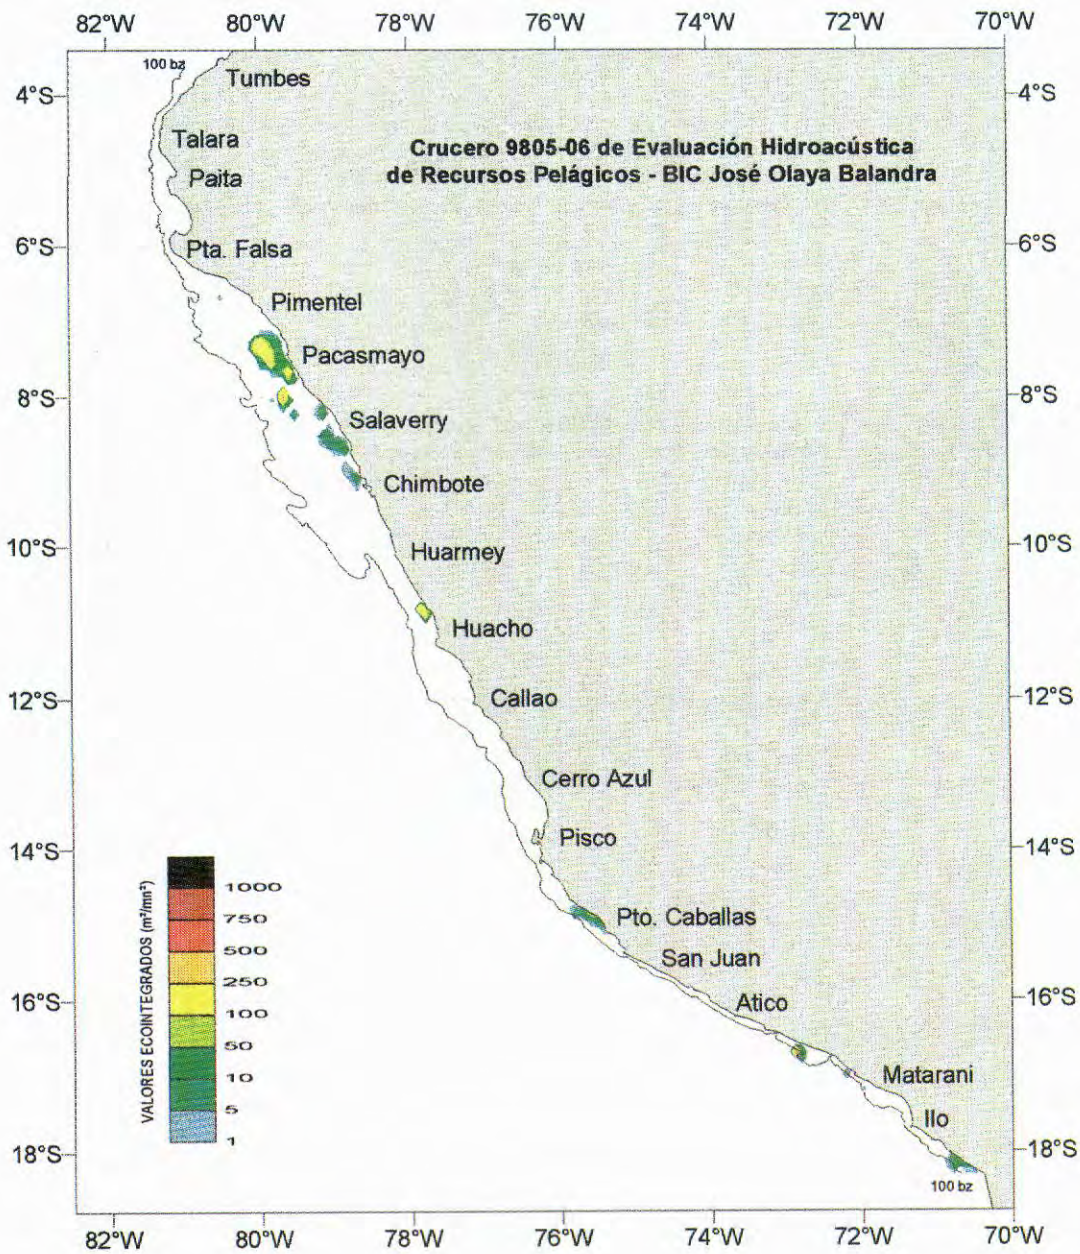 82°W 80°W 78°W 76°W 74°W 72°W 70°W
100 bz
Tumbes
4°S 4°S
Talara
Crucero 9805-06 de Evaluación Hidroacústica
de Recursos Pelágicos - BIC José Olaya Balandra
Paita
6°S 6°S
Pta. Falsa
Pimentel
Pacasmayo
8°S 8°S
Salaverry
Chimbote
10°S 10°S
Huarmey
Huacho
12°S 12°S
Callao
Cerro Azul
Pisco
14°S 14°S
VALORES ECOINTEGRADOS (m²/mn²)
1000
750
500
250
100
50
10
5
1
Pto. Caballas
San Juan
16°S 16°S
Atico
Matarani
Ilo
18°S 18°S
100 bz
82°W 80°W 78°W 76°W 74°W 72°W 70°W